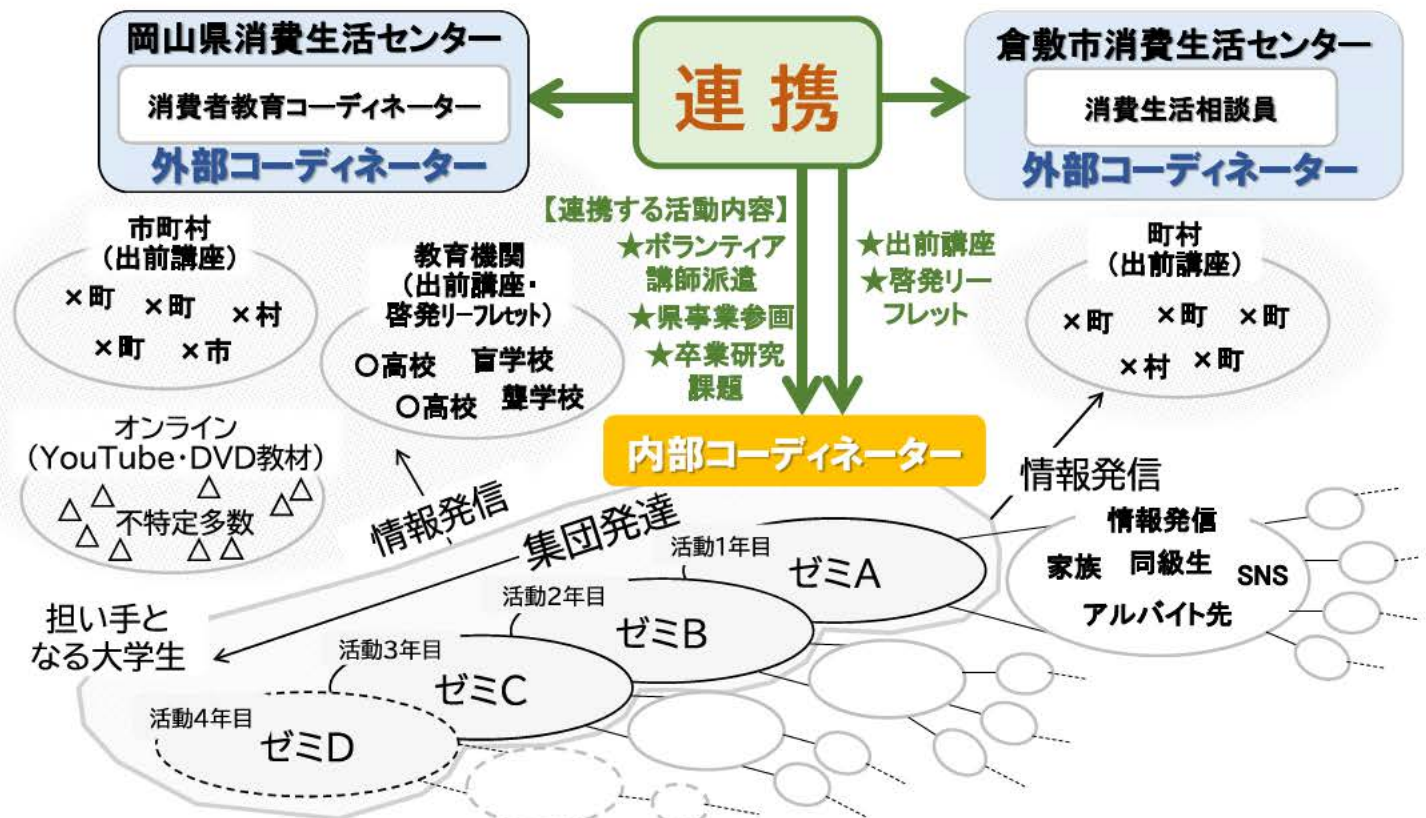 岡山県消費生活センター
消費者教育コーディネーター
外部コーディネーター
連携
倉敷市消費生活センター
消費生活相談員
外部コーディネーター
【連携する活動内容】
★ボランティア
講師派遣
★県事業参画
★卒業研究
課題
★出前講座
★啓発リー
フレット
市町村
（出前講座）
×町 ×町 ×村
×町 ×市
教育機関
（出前講座・
啓発リーフレセット）
○高校 盲学校
○高校 聾学校
町村
（出前講座）
×町 ×町 ×町
×村 ×町
オンライン
（YouTube・DVD教材）
△ △ △ △ △
不特定多数
△ △ △ △ △
内部コーディネーター
情報発信
集団発達
情報発信
情報発信
家族 同級生 SNS
アルバイト先
担い手と
なる大学生
活動1年目
ゼミA
活動2年目
ゼミB
活動3年目
ゼミC
活動4年目
ゼミD